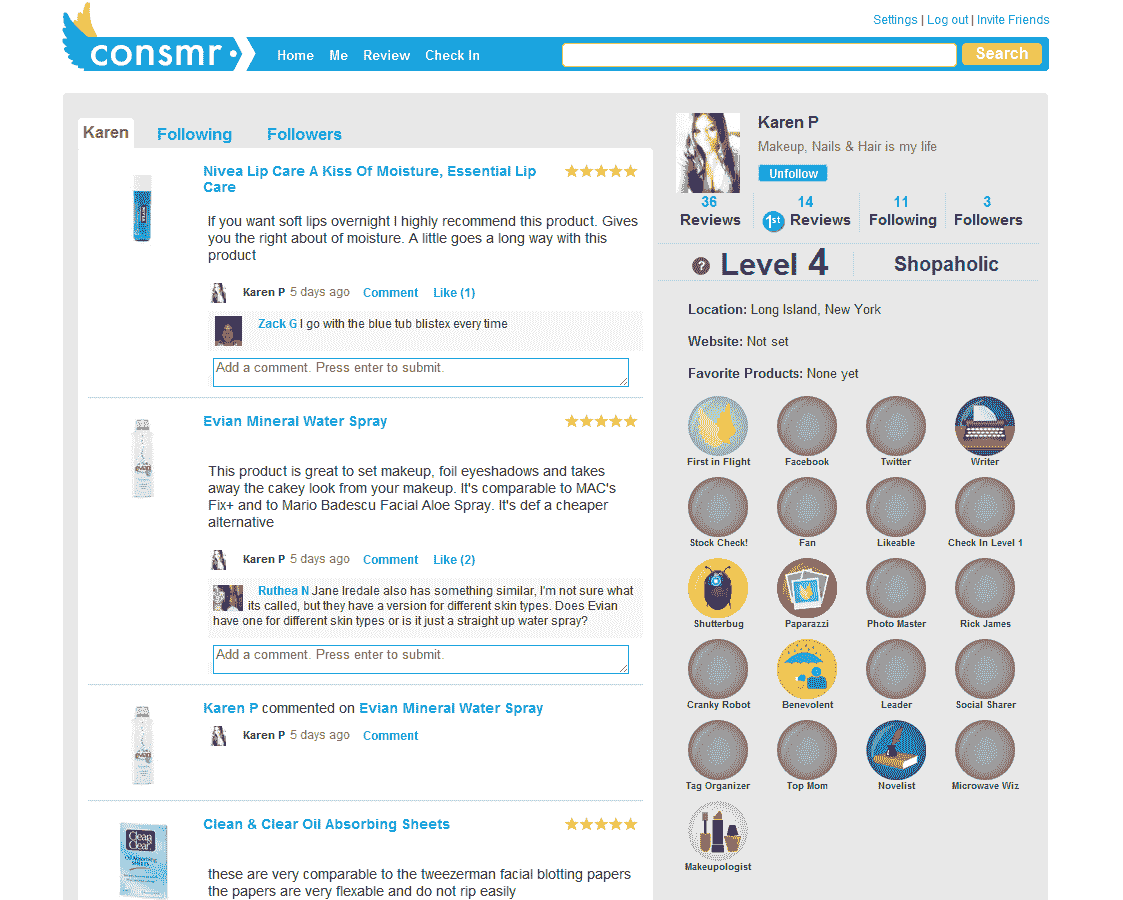 Settings | Log out | Invite Friends
consmr
Home Me Review Check In
Search
Karen Following Followers
Nivea Lip Care A Kiss Of Moisture, Essential Lip
Care
If you want soft lips overnight I highly recommend this product. Gives
you the right about of moisture. A little goes a long way with this
product
Karen P 5 days ago Comment Like (1)
Zack G I go with the blue tub blistex every time
Add a comment. Press enter to submit.
Evian Mineral Water Spray
This product is great to set makeup, foil eyeshadows and takes
away the cakey look from your makeup. It's comparable to MAC's
Fix+ and to Mario Badescu Facial Aloe Spray. It's def a cheaper
alternative
Karen P 5 days ago Comment Like (2)
Ruthea N Jane Iredale also has something similar, I'm not sure what
its called, but they have a version for different skin types. Does Evian
have one for different skin types or is it just a straight up water spray?
Add a comment. Press enter to submit.
Karen P commented on Evian Mineral Water Spray
Karen P 5 days ago Comment
Clean & Clear Oil Absorbing Sheets
Clean
Clear
Oil Absorbing
SHEETS
these are very comparable to the tweezerman facial blotting papers
the papers are very flexable and do not rip easily
Karen P
Makeup, Nails & Hair is my life
Unfollow
36 14 11 3
Reviews 1st Reviews Following Followers
? Level 4 Shopaholic
Location: Long Island, New York
Website: Not set
Favorite Products: None yet
First in Flight Facebook Twitter Writer
Stock Check! Fan Likeable Check In Level 1
Shutterbug Paparazzi Photo Master Rick James
Cranky Robot Benevolent Leader Social Sharer
Tag Organizer Top Mom Novelist Microwave Wiz
Makeupologist